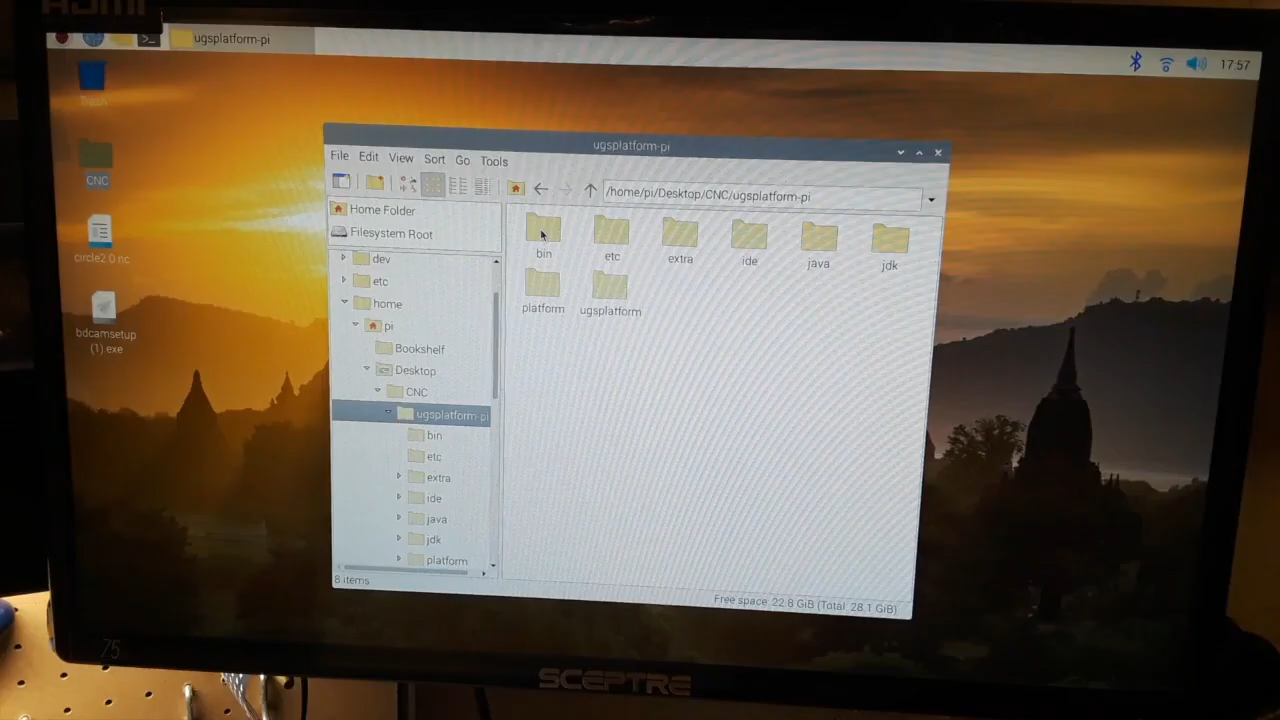 HDMI
>_ ugsplatform-pi
17:57
Trash
CNC
circle2.0.nc
bdcamsetup
(1).exe
ugsplatform-pi
File Edit View Sort Go Tools
/home/pi/Desktop/CNC/ugsplatform-pi
Home Folder
Filesystem Root
dev
etc
home
pi
Bookshelf
Desktop
CNC
ugsplatform-pi
bin
etc
extra
ide
java
jdk
platform
bin etc extra ide java jdk
platform ugsplatform
8 items
Free space: 22.8 GiB (Total: 28.1 GiB)
75
SCEPTRE